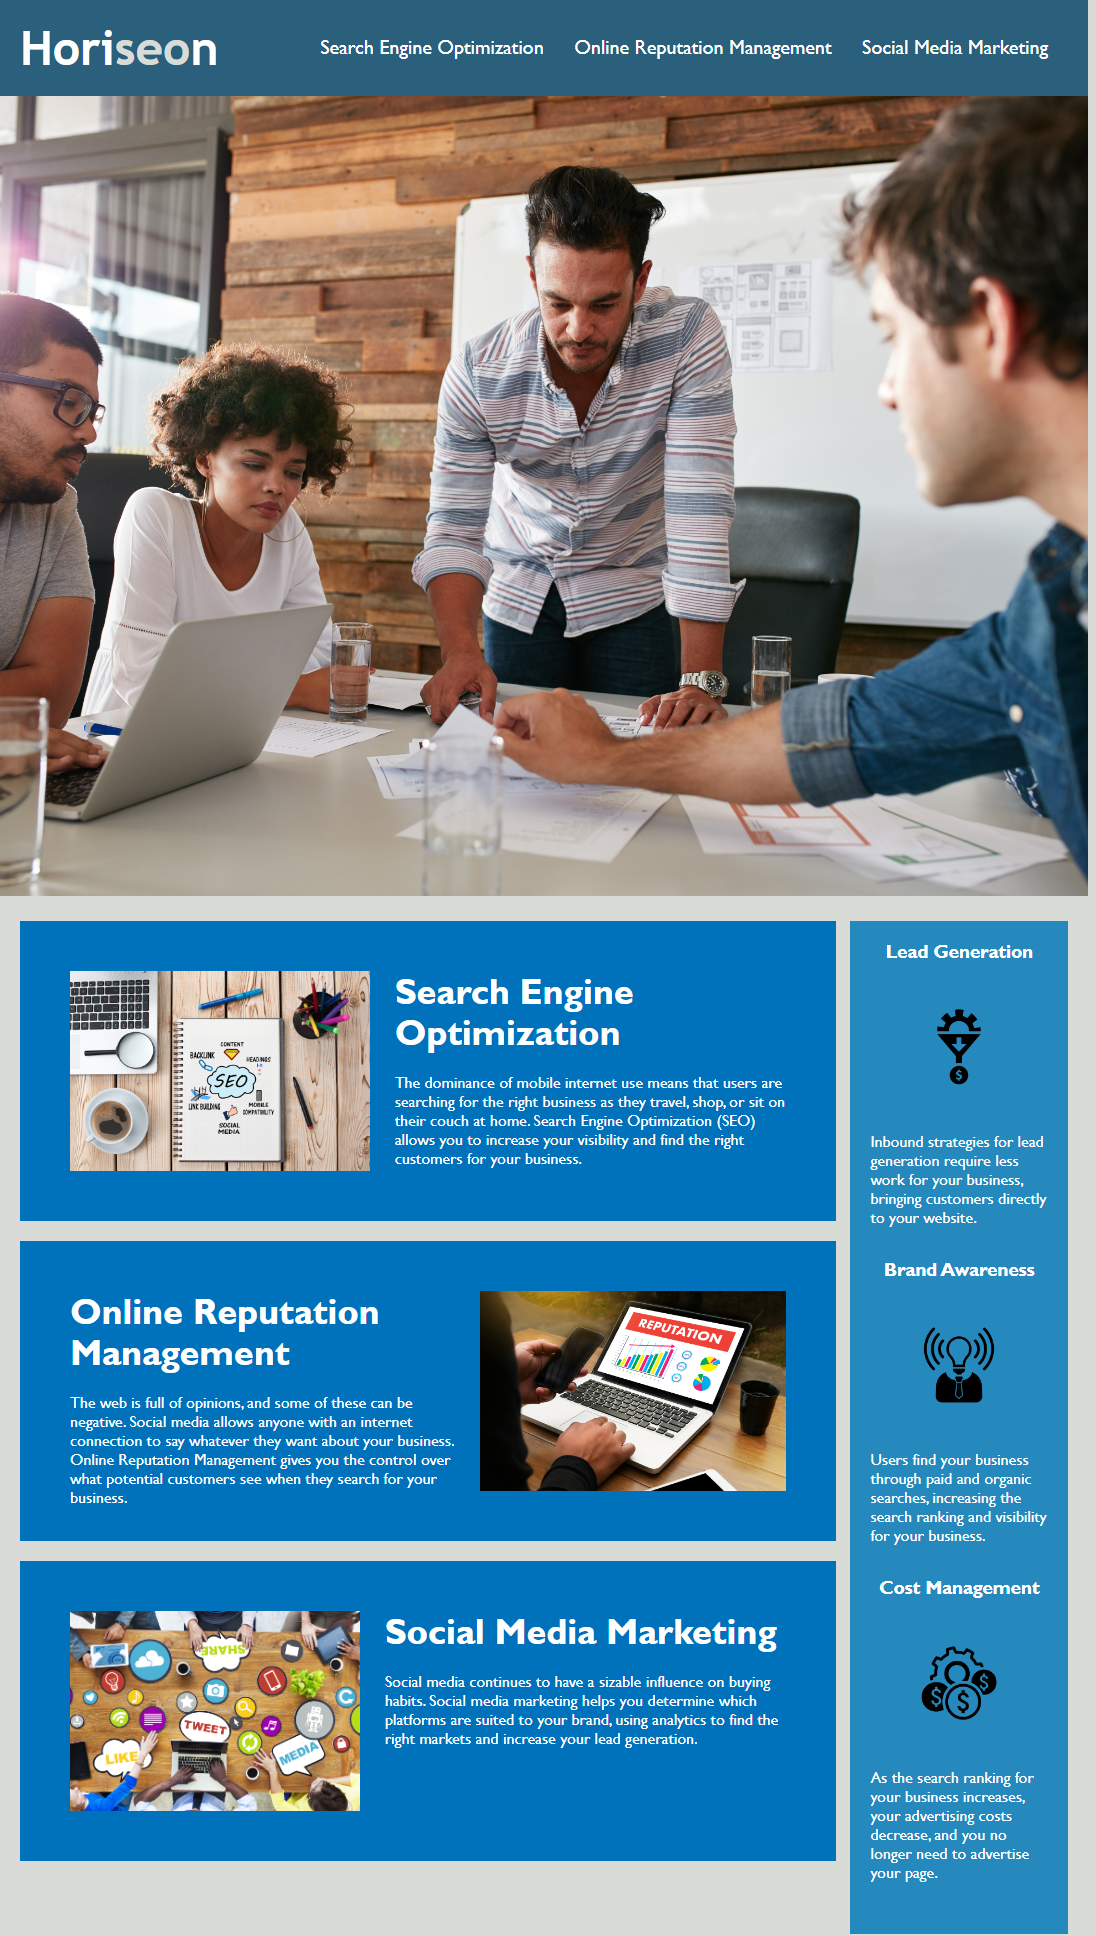 Horiseon
Search Engine Optimization
Online Reputation Management
Social Media Marketing
CONTENT
BACKLINK
HEADINGS
SEO
LINK BUILDING
MOBILE
COMPATIBILITY
SOCIAL
MEDIA
Search Engine
Optimization
The dominance of mobile internet use means that users are
searching for the right business as they travel, shop, or sit on
their couch at home. Search Engine Optimization (SEO)
allows you to increase your visibility and find the right
customers for your business.
Online Reputation
Management
The web is full of opinions, and some of these can be
negative. Social media allows anyone with an internet
connection to say whatever they want about your business.
Online Reputation Management gives you the control over
what potential customers see when they search for your
business.
REPUTATION
SHARE
TWEET
LIKE
MEDIA
Social Media Marketing
Social media continues to have a sizable influence on buying
habits. Social media marketing helps you determine which
platforms are suited to your brand, using analytics to find the
right markets and increase your lead generation.
Lead Generation
$
Inbound strategies for lead
generation require less
work for your business,
bringing customers directly
to your website.
Brand Awareness
Users find your business
through paid and organic
searches, increasing the
search ranking and visibility
for your business.
Cost Management
$
$
$
As the search ranking for
your business increases,
your advertising costs
decrease, and you no
longer need to advertise
your page.